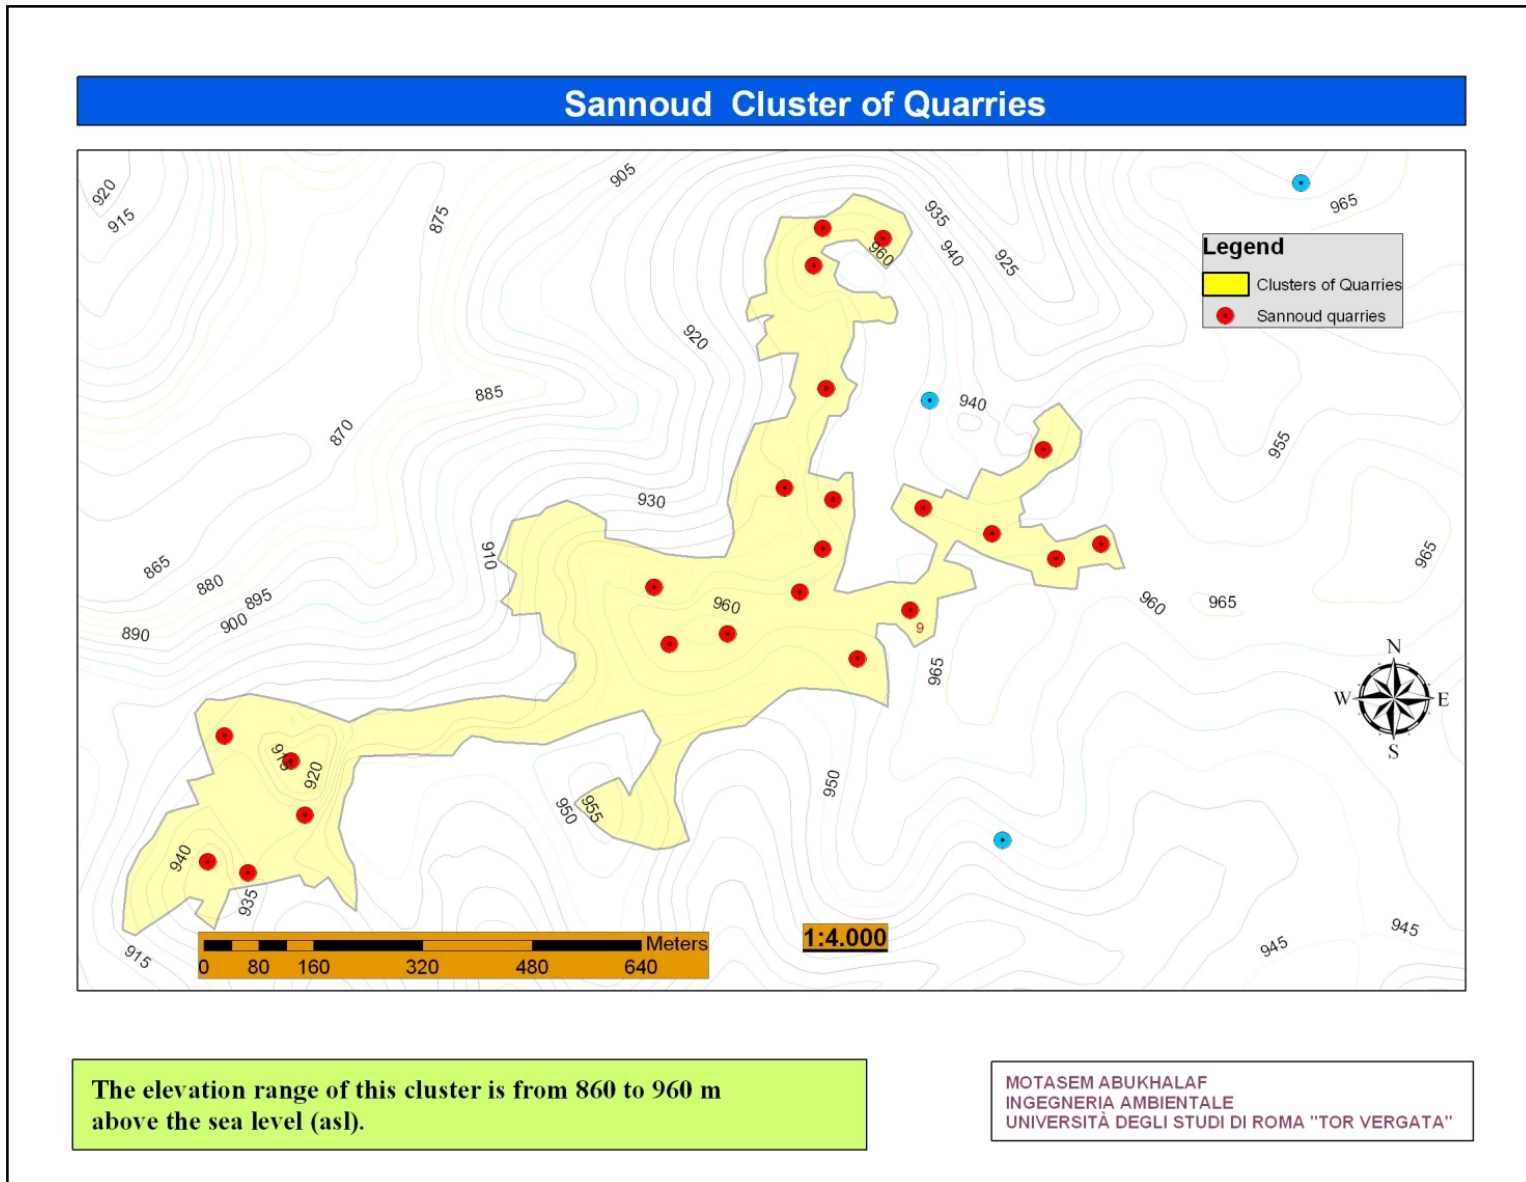 Sannoud Cluster of Quarries
920
915
875
905
935
940
925
960
965
Legend
Clusters of Quarries
Sannoud quarries
920
885
870
940
955
930
910
865
880
895
900
890
960
9
965
960
965
965
920
950
955
950
940
935
915
945
945
N
W E
S
Meters
0 80 160 320 480 640
1:4.000
The elevation range of this cluster is from 860 to 960 m
above the sea level (asl).
MOTASEM ABUKHALAF
INGEGNERIA AMBIENTALE
UNIVERSITÀ DEGLI STUDI DI ROMA "TOR VERGATA"